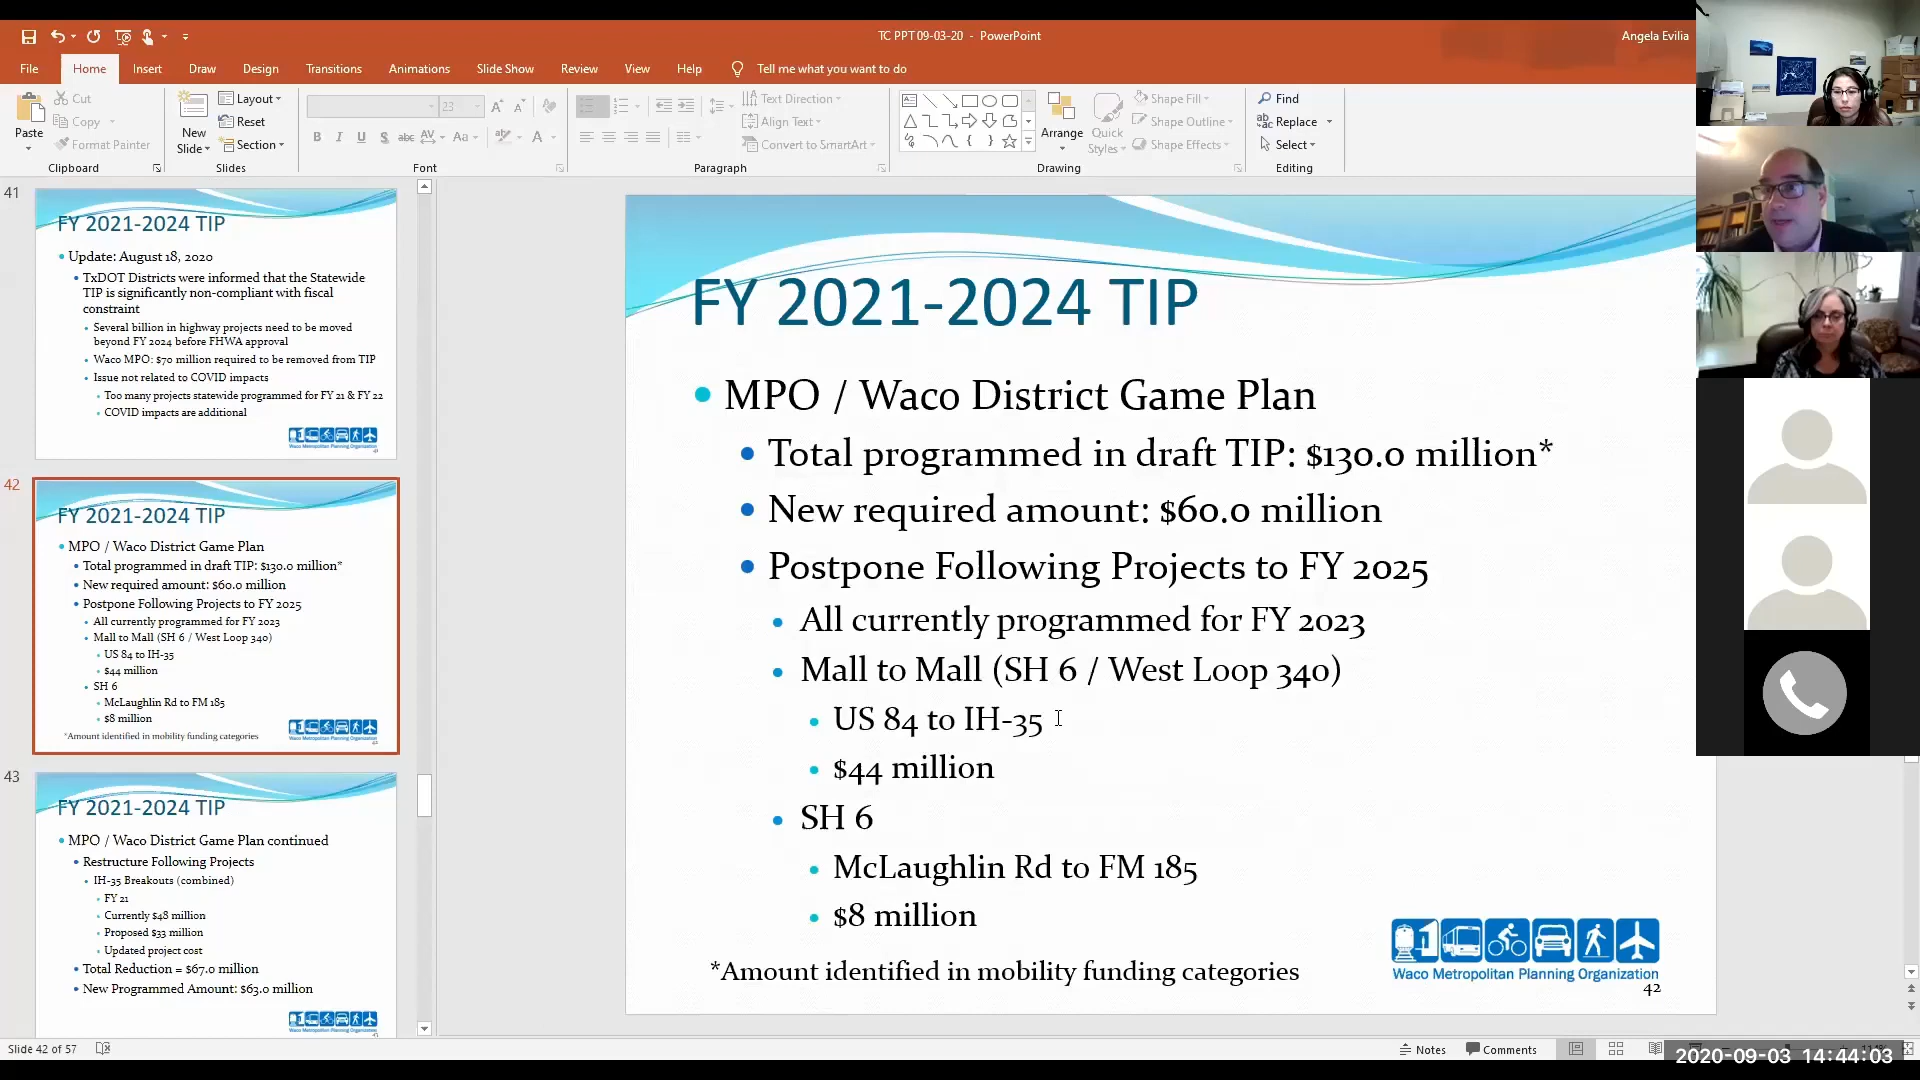 TC PPT 09-03-20 - PowerPoint
Angela Evilia
File Home Insert Draw Design Transitions Animations Slide Show Review View Help Tell me what you want to do
Paste
Cut
Copy
Format Painter
Clipboard
New
Slide
Layout
Reset
Section
Slides
23
B I U S abc AV Aa A
Font
Text Direction
Align Text
Convert to SmartArt
Paragraph
Arrange
Quick
Styles
Shape Fill
Shape Outline
Shape Effects
Drawing
Find
Replace
Select
Editing
41
FY 2021-2024 TIP
Update: August 18, 2020
TxDOT Districts were informed that the Statewide
TIP is significantly non-compliant with fiscal
constraint
Several billion in highway projects need to be moved
beyond FY 2024 before FHWA approval
Waco MPO: $70 million required to be removed from TIP
Issue not related to COVID impacts
Too many projects statewide programmed for FY 21 & FY 22
COVID impacts are additional
Waco Metropolitan Planning Organization
42
FY 2021-2024 TIP
MPO / Waco District Game Plan
Total programmed in draft TIP: $130.0 million*
New required amount: $60.0 million
Postpone Following Projects to FY 2025
All currently programmed for FY 2023
Mall to Mall (SH 6 / West Loop 340)
US 84 to IH-35
$44 million
SH 6
McLaughlin Rd to FM 185
$8 million
*Amount identified in mobility funding categories
Waco Metropolitan Planning Organization
43
FY 2021-2024 TIP
MPO / Waco District Game Plan continued
Restructure Following Projects
IH-35 Breakouts (combined)
FY 21
Currently $48 million
Proposed $33 million
Updated project cost
Total Reduction = $67.0 million
New Programmed Amount: $63.0 million
Waco Metropolitan Planning Organization
FY 2021-2024 TIP
MPO / Waco District Game Plan
Total programmed in draft TIP: $130.0 million*
New required amount: $60.0 million
Postpone Following Projects to FY 2025
All currently programmed for FY 2023
Mall to Mall (SH 6 / West Loop 340)
US 84 to IH-35
$44 million
SH 6
McLaughlin Rd to FM 185
$8 million
*Amount identified in mobility funding categories
Waco Metropolitan Planning Organization
42
Slide 42 of 57
Notes
Comments
2020-09-03 14:44:03